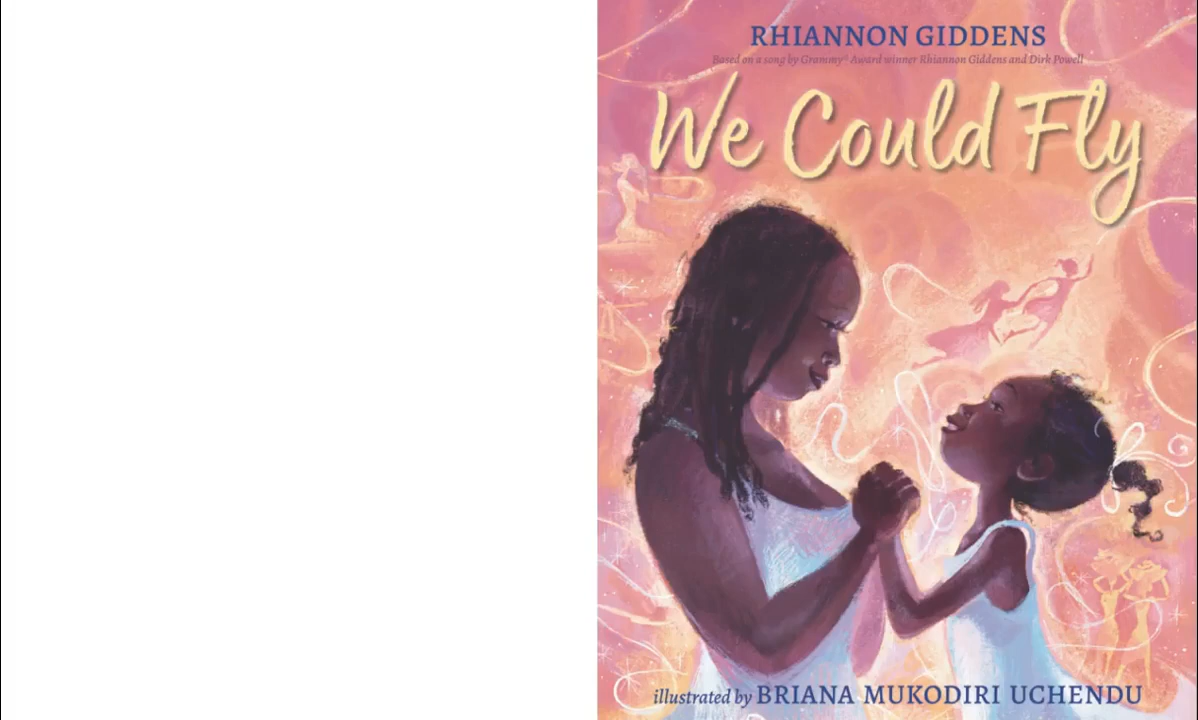 RHIANNON GIDDENS
Based on a song by Grammy® Award winner Rhiannon Giddens and Dirk Powell
We Could Fly
illustrated by BRIANA MUKODIRI UCHENDU